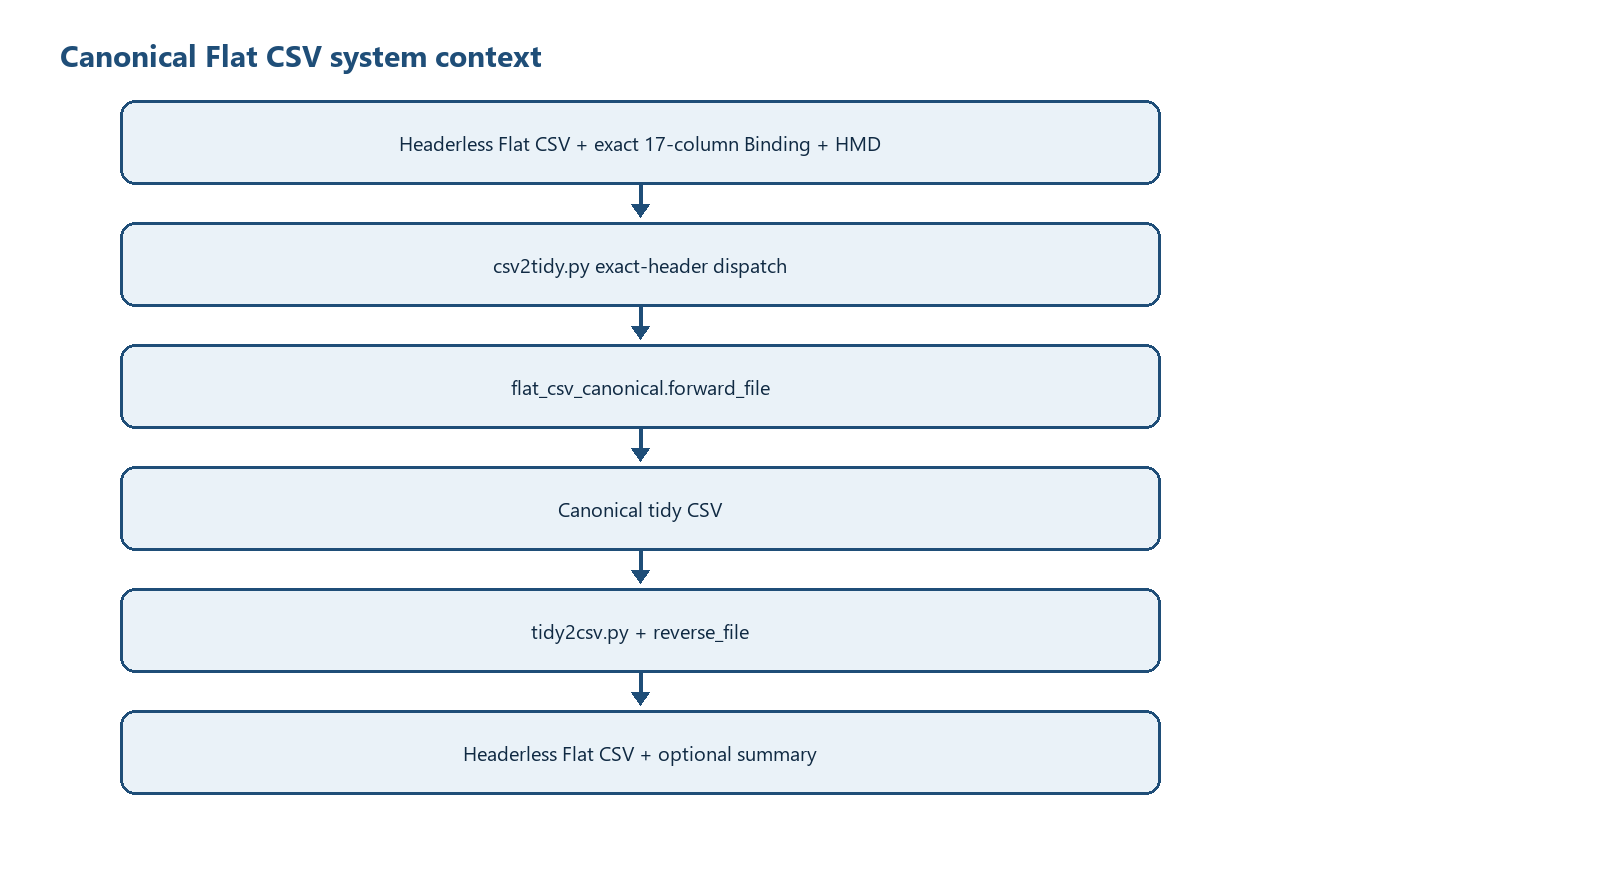 Canonical Flat CSV system context
Headerless Flat CSV + exact 17-column Binding + HMD
csv2tidy.py exact-header dispatch
flat_csv_canonical.forward_file
Canonical tidy CSV
tidy2csv.py + reverse_file
Headerless Flat CSV + optional summary